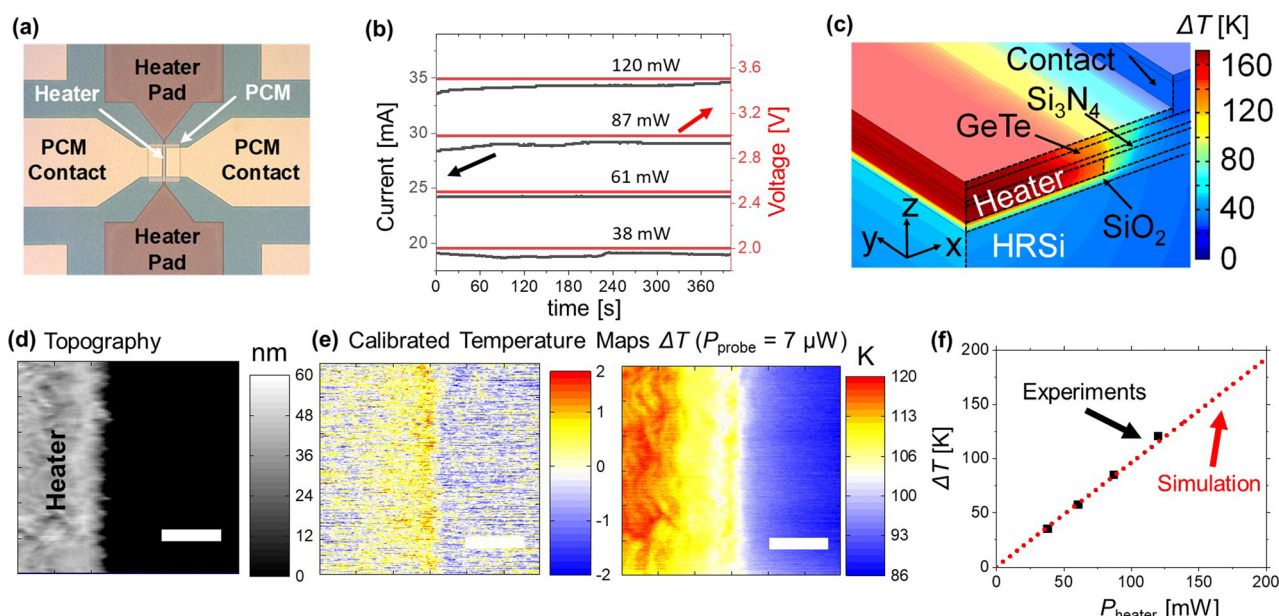 (a)
Heater
Pad
Heater
PCM
PCM
Contact
PCM
Contact
Heater
Pad
(b)
Current [mA]
35
30
25
20
120 mW
87 mW
61 mW
38 mW
3.6
3.2
2.8
2.4
2.0
Voltage [V]
0 60 120 180 240 300 360
time [s]
(c)
ΔT [K]
Contact
Si₃N₄
GeTe
Heater
SiO₂
HRSi
z
y
x
160
120
80
40
0
(d) Topography
nm
Heater
60
48
36
24
12
0
(e) Calibrated Temperature Maps ΔT (Pprobe = 7 µW)
2
1
0
-1
-2
K
120
113
106
100
93
86
(f)
ΔT [K]
200
150
100
50
0
Experiments
Simulation
0 50 100 150 200
Pheater [mW]